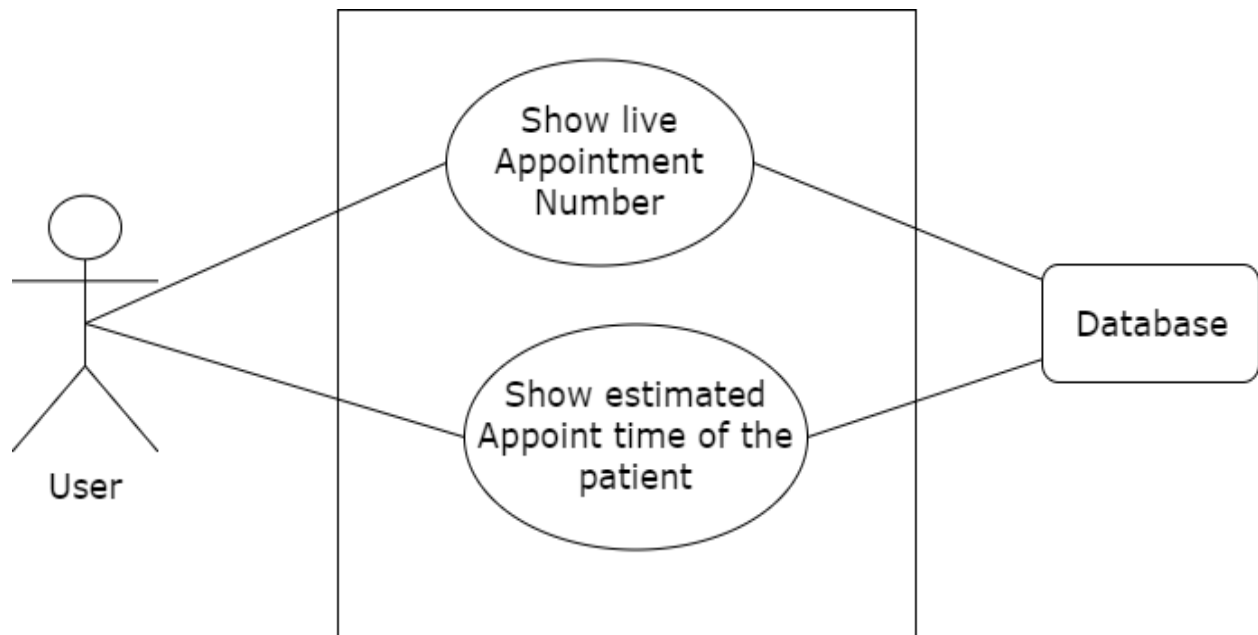 Show live
Appointment
Number
Show estimated
Appoint time of the
patient
User
Database